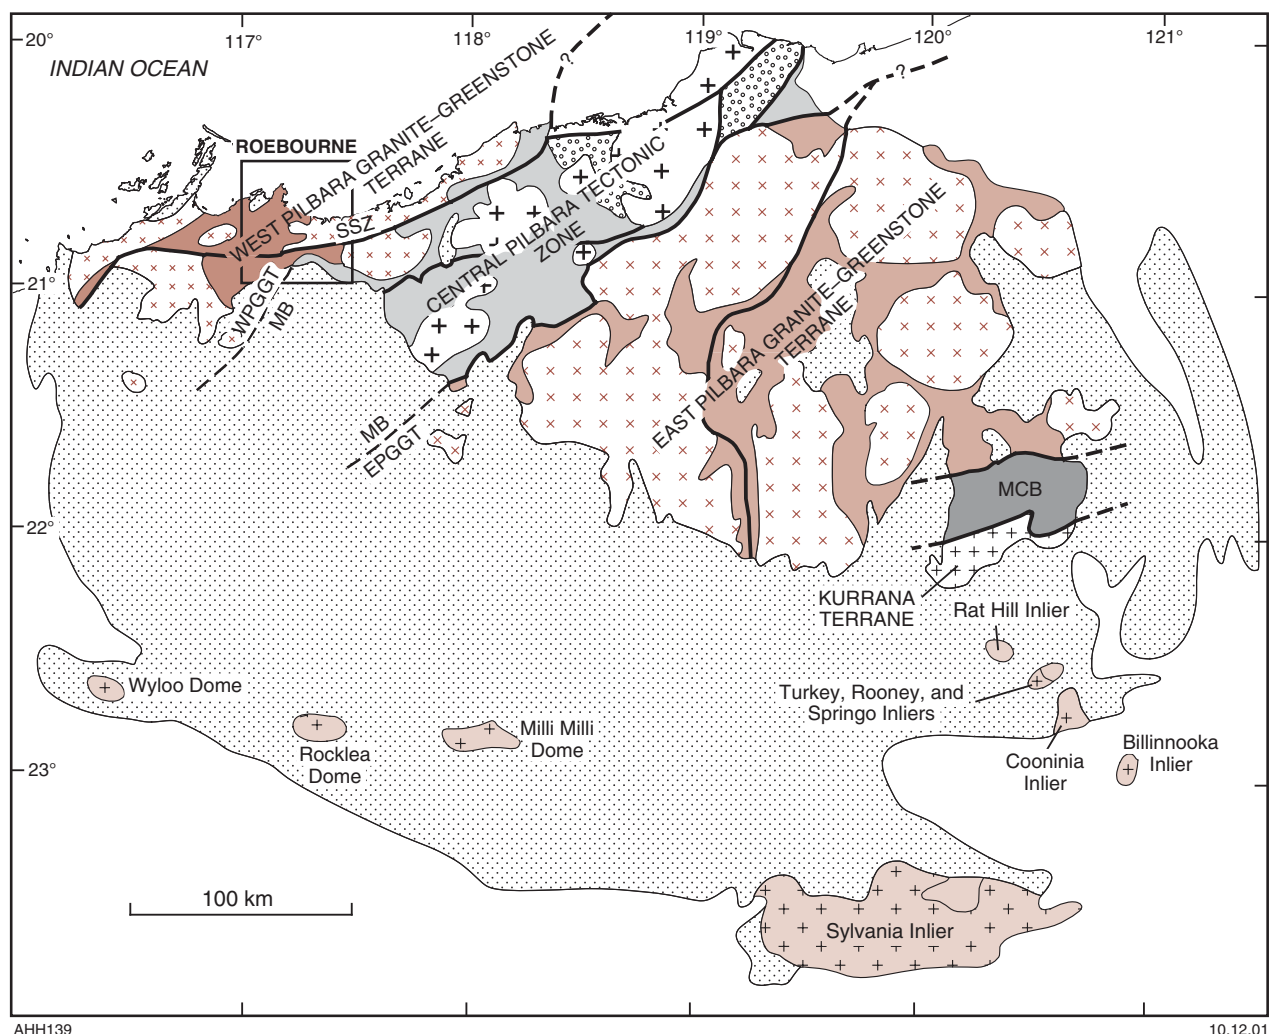 117°
118°
119°
120°
121°
20°
INDIAN OCEAN
?
?
ROEBOURNE
WEST PILBARA GRANITE–GREENSTONE
TERRANE
SSZ
CENTRAL PILBARA TECTONIC
ZONE
21°
WPGGT
MB
EAST PILBARA GRANITE–GREENSTONE
TERRANE
MB
EPGGT
MCB
22°
KURRANA
TERRANE
Rat Hill Inlier
Wyloo Dome
Turkey, Rooney, and
Springo Inliers
Rocklea
Dome
Milli Milli
Dome
Cooninia
Inlier
Billinnooka
Inlier
23°
100 km
Sylvania Inlier
AHH139
10.12.01